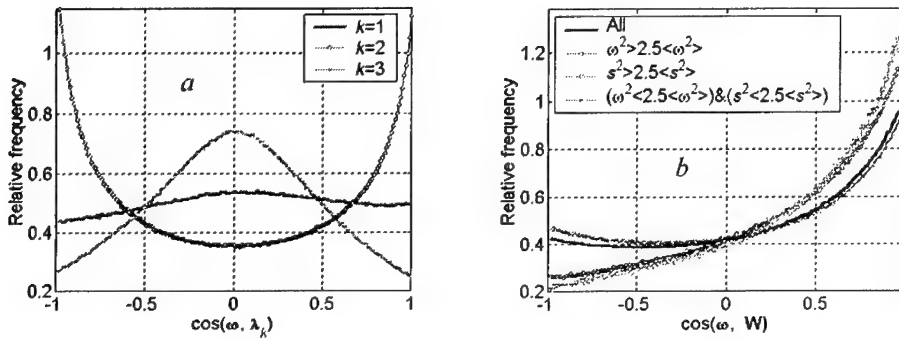 Relative frequency
1
0.8
0.6
0.4
0.2
-1
-0.5
0
0.5
1
cos(ω, λk)
a
k=1
k=2
k=3
Relative frequency
1.2
1
0.8
0.6
0.4
0.2
-1
-0.5
0
0.5
cos(ω, W)
b
All
ω²>2.5<ω²>
s²>2.5<s²>
(ω²<2.5<ω²>)&(s²<2.5<s²>)